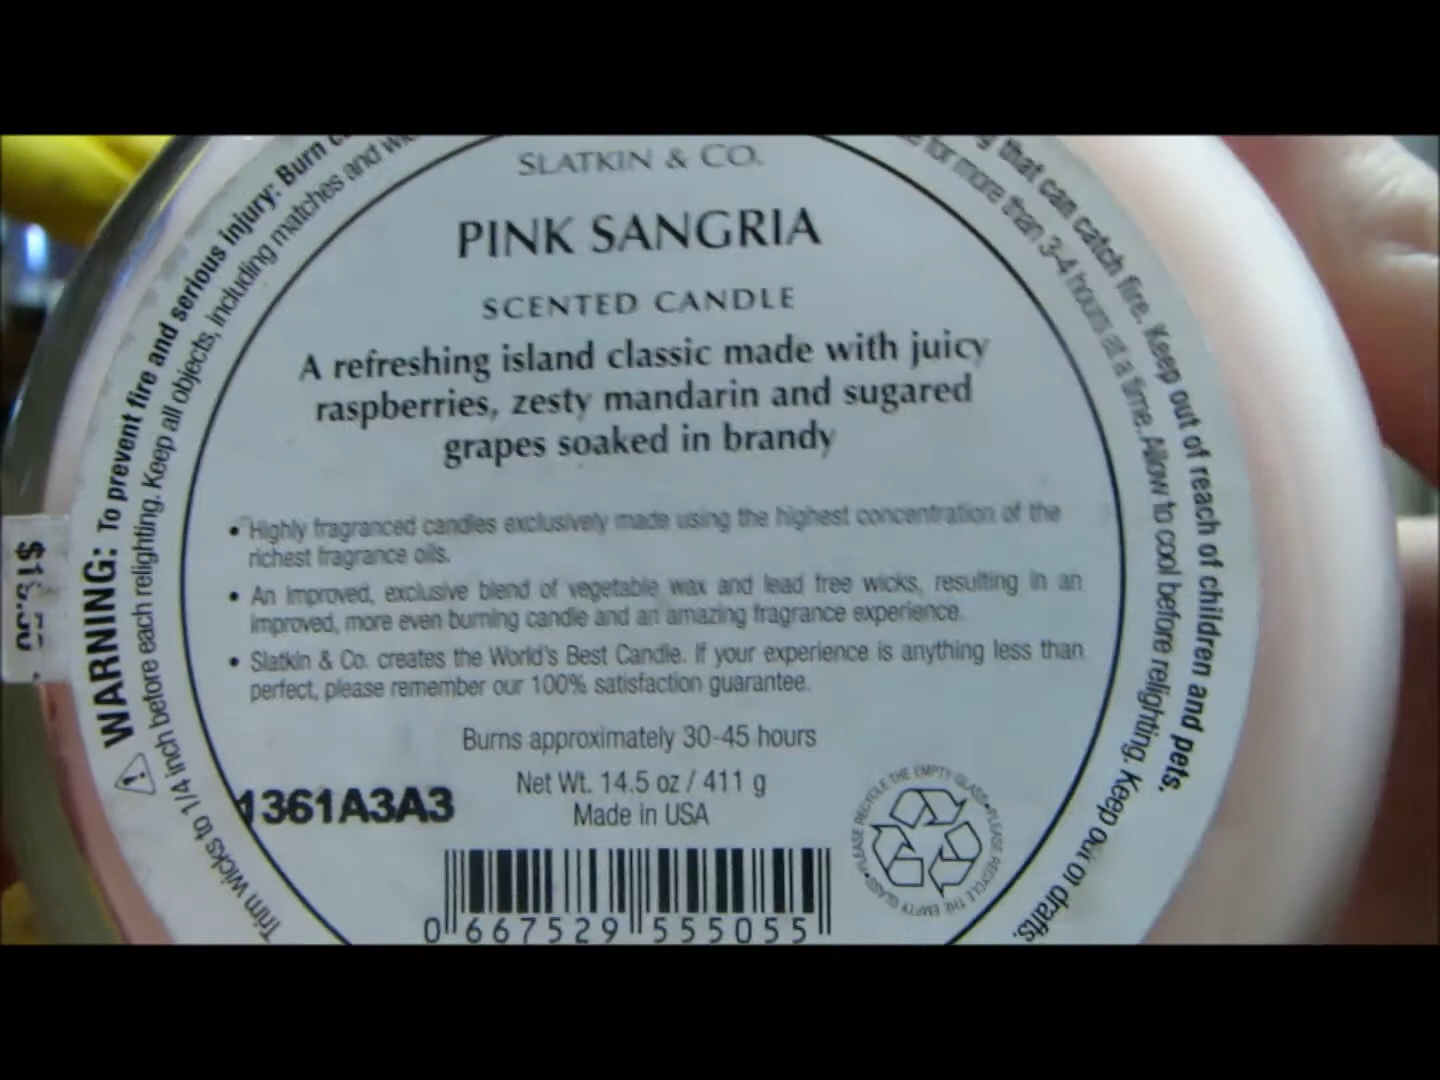 SLATKIN & CO.
PINK SANGRIA
SCENTED CANDLE
A refreshing island classic made with juicy
raspberries, zesty mandarin and sugared
grapes soaked in brandy
• Highly fragranced candles exclusively made using the highest concentration of the
richest fragrance oils.
• An improved, exclusive blend of vegetable wax and lead free wicks, resulting in an
improved, more even burning candle and an amazing fragrance experience.
• Slatkin & Co. creates the World's Best Candle. If your experience is anything less than
perfect, please remember our 100% satisfaction guarantee.
Burns approximately 30-45 hours
Net Wt. 14.5 oz / 411 g
Made in USA
1361A3A3
0 667529 555055
PLEASE RECYCLE THE EMPTY GLASS • PLEASE RECYCLE THE EMPTY GLASS •
WARNING: To prevent fire and serious injury: Burn
that can catch fire. Keep out of reach of children and pets.
Trim wicks to 1/4 inch before each relighting. Keep all objects, including matches and
for more than 3-4 hours at a time. Allow to cool before relighting. Keep out of drafts.